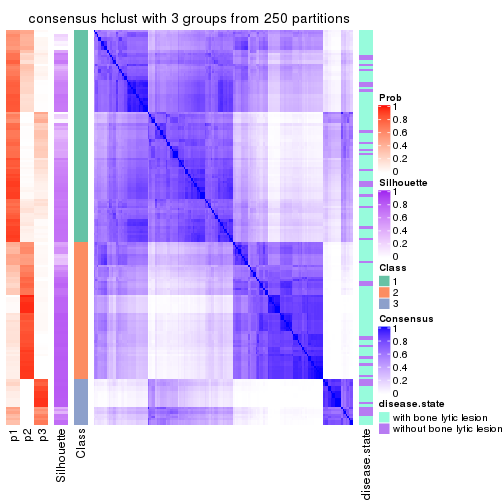 consensus hclust with 3 groups from 250 partitions
Prob
1
0.8
0.6
0.4
0.2
0
Silhouette
1
0.8
0.6
0.4
0.2
0
Class
1
2
3
Consensus
1
0.8
0.6
0.4
0.2
0
disease.state
with bone lytic lesion
without bone lytic lesion
p1
p2
p3
Silhouette
Class
disease.state